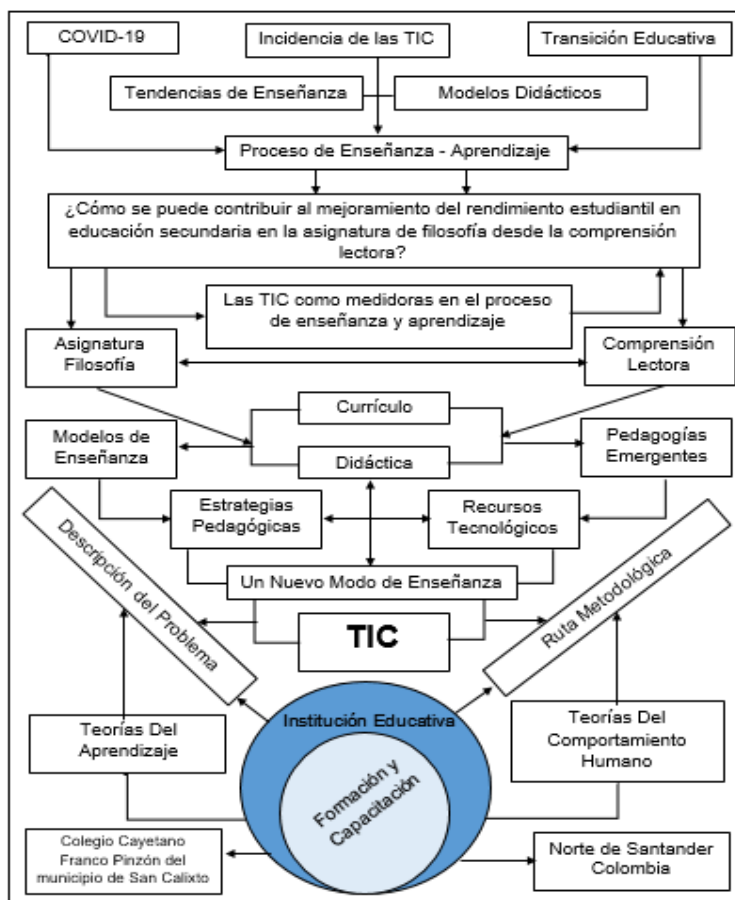 COVID-19
Incidencia de las TIC
Transición Educativa
Tendencias de Enseñanza
Modelos Didácticos
Proceso de Enseñanza - Aprendizaje
¿Cómo se puede contribuir al mejoramiento del rendimiento estudiantil en
educación secundaria en la asignatura de filosofía desde la comprensión
lectora?
Las TIC como medidoras en el proceso
de enseñanza y aprendizaje
Asignatura
Filosofía
Comprensión
Lectora
Currículo
Modelos de
Enseñanza
Didáctica
Pedagogías
Emergentes
Estrategias
Pedagógicas
Recursos
Tecnológicos
Un Nuevo Modo de Enseñanza
Descripción del Problema
TIC
Ruta Metodológica
Institución Educativa
Formación y
Capacitación
Teorías Del
Aprendizaje
Teorías Del
Comportamiento
Humano
Colegio Cayetano
Franco Pinzón del
municipio de San Calixto
Norte de Santander
Colombia